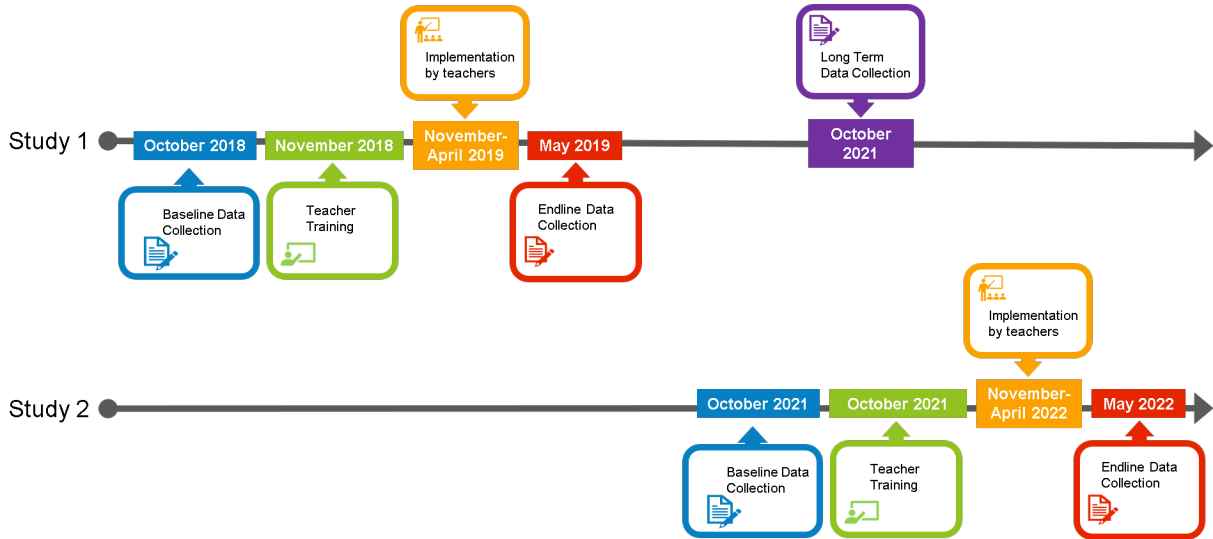 Implementation
by teachers
Long Term
Data Collection
Study 1
October 2018
November 2018
November-
April 2019
May 2019
October
2021
Baseline Data
Collection
Teacher
Training
Endline Data
Collection
Implementation
by teachers
Study 2
October 2021
October 2021
November-
April 2022
May 2022
Baseline Data
Collection
Teacher
Training
Endline Data
Collection